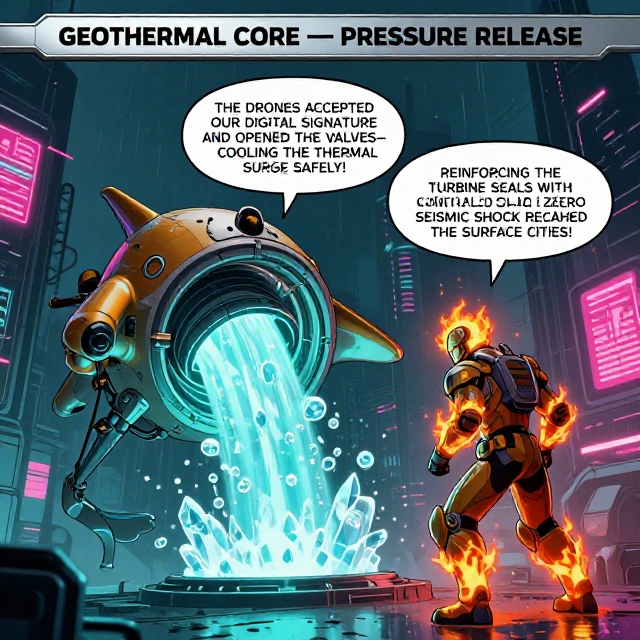 GEOTHERMAL CORE — PRESSURE RELEASE
THE DRONES ACCEPTED
OUR DIGITAL SIGNATURE
AND OPENED THE VALVES—
COOLING THE THERMAL
SURGE SAFELY!
REINFORCING THE
TURBINE SEALS WITH
SEISMIC SHOCK RECAHED
THE SURFACE CITIES!